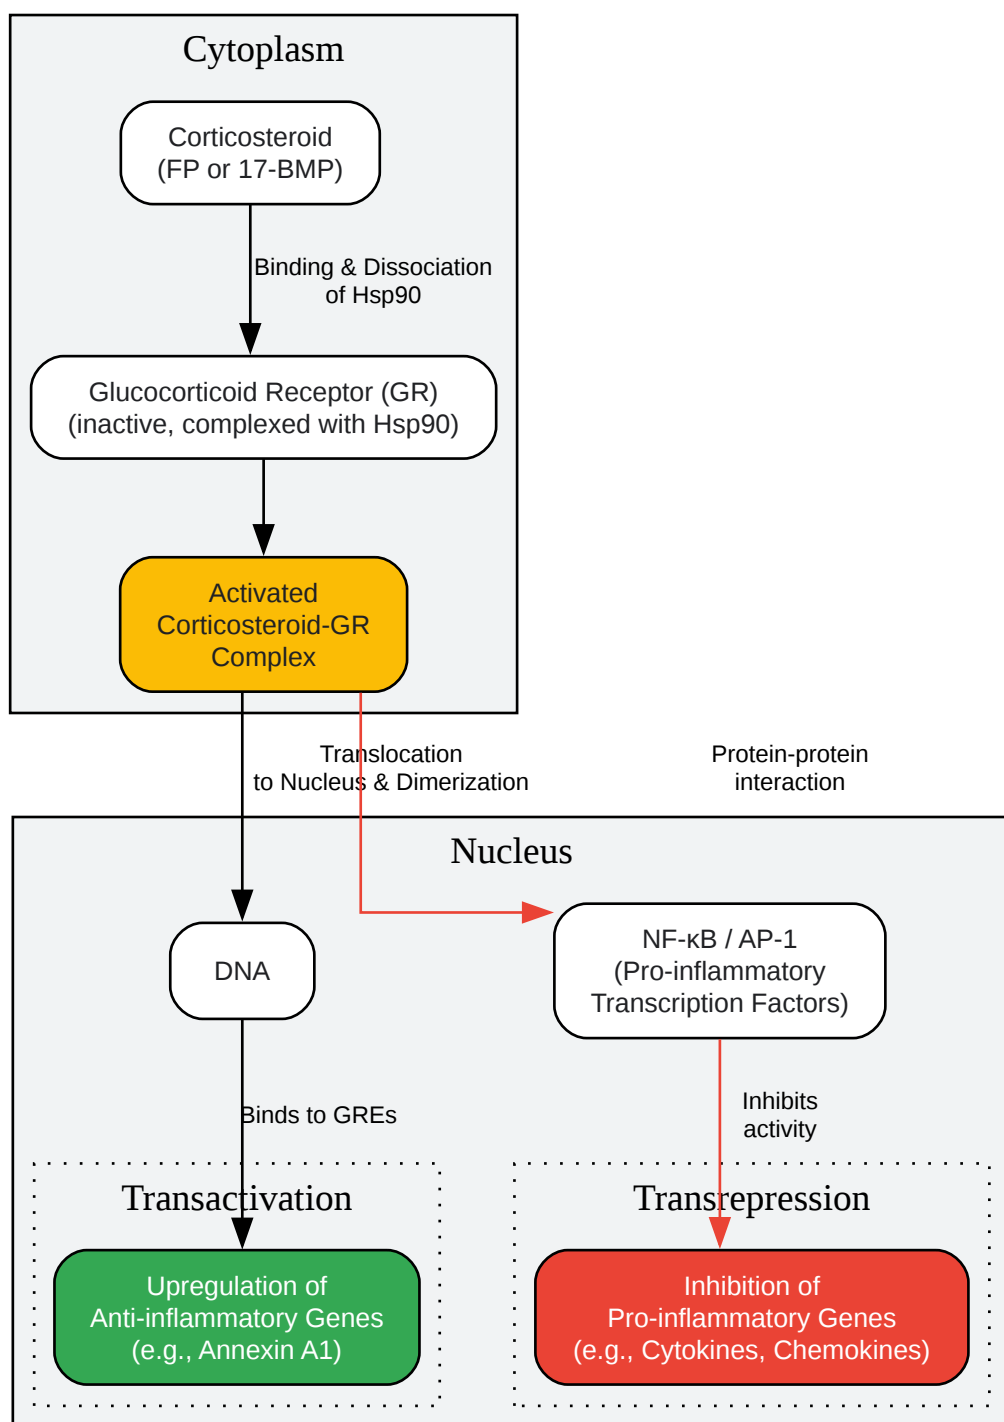 Cytoplasm
Corticosteroid
(FP or 17-BMP)
Binding & Dissociation
of Hsp90
Glucocorticoid Receptor (GR)
(inactive, complexed with Hsp90)
Activated
Corticosteroid-GR
Complex
Translocation
to Nucleus & Dimerization
Protein-protein
interaction
Nucleus
DNA
NF-κB / AP-1
(Pro-inflammatory
Transcription Factors)
Binds to GREs
Inhibits
activity
Transactivation
Upregulation of
Anti-inflammatory Genes
(e.g., Annexin A1)
Transrepression
Inhibition of
Pro-inflammatory Genes
(e.g., Cytokines, Chemokines)